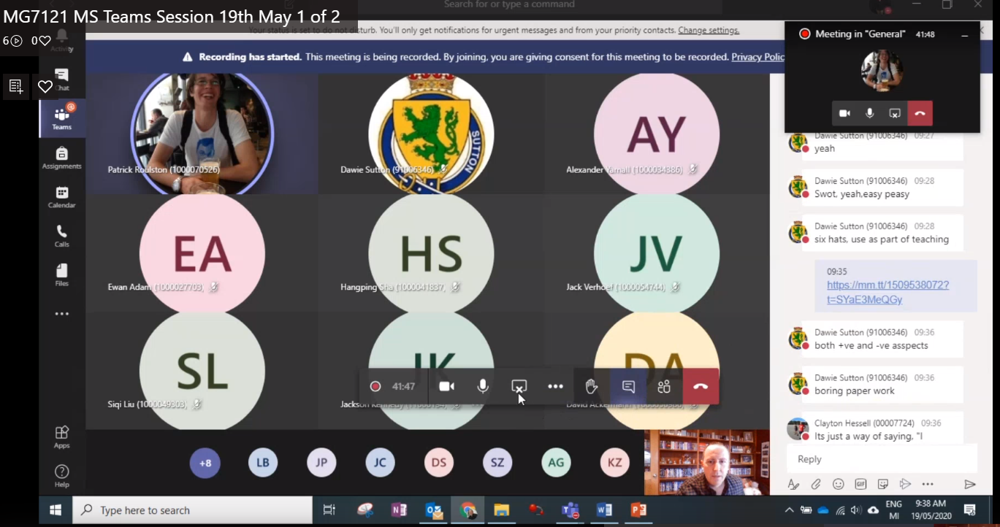 MG7121 MS Teams Session 19th May 1 of 2
Search for or type a command
6 0
Your status is set to do not disturb. You'll only get notifications for urgent messages and from your priority contacts. Change settings.
Recording has started. This meeting is being recorded. By joining, you are giving consent for this meeting to be recorded. Privacy Polic
Meeting in "General" 41:48
Activity
Chat
Teams
Assignments
Calendar
Calls
Files
Apps
Help
Patrick Roulston (1000070526)
SUTTON
Dawie Sutton (91006346)
AY
Alexander Yarnall (1000084886)
EA
Ewan Adam (1000027703,
HS
Hangping Sha (1000041837,
JV
Jack Verhoef (1000054744,
SL
Siqi Liu (1000049303,
JK
Jackson Kennedy
DA
David Ackermann
41:47
+8
LB
JP
JC
DS
SZ
AG
KZ
Dawie Sutton (91006346) 09:27
yeah
Dawie Sutton (91006346) 09:28
Swot, yeah,easy peasy
Dawie Sutton (91006346) 09:28
six hats, use as part of teaching
09:35
https://mm.tt/1509538072?
t=SYaE3MeQGy
Dawie Sutton (91006346) 09:36
both +ve and -ve asspects
Dawie Sutton (91006346) 09:36
boring paper work
Clayton Hessell (00007724) 09:36
Its just a way of saying, "I
Reply
GIF
Type here to search
ENG
MI
9:38 AM
19/05/2020